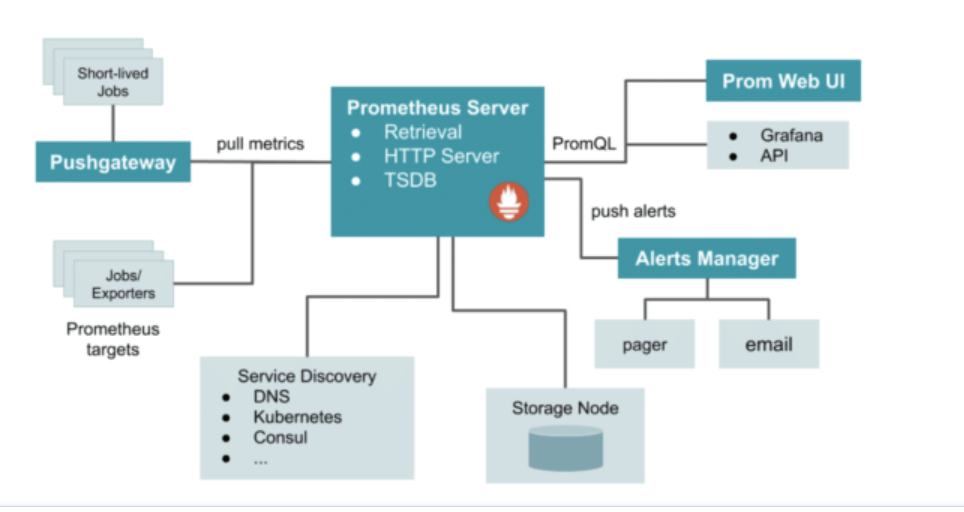 Short-lived
Jobs
Pushgateway
pull metrics
Jobs/
Exporters
Prometheus
targets
Prometheus Server
● Retrieval
● HTTP Server
● TSDB
PromQL
Prom Web UI
● Grafana
● API
push alerts
Alerts Manager
pager
email
Service Discovery
● DNS
● Kubernetes
● Consul
● ...
Storage Node